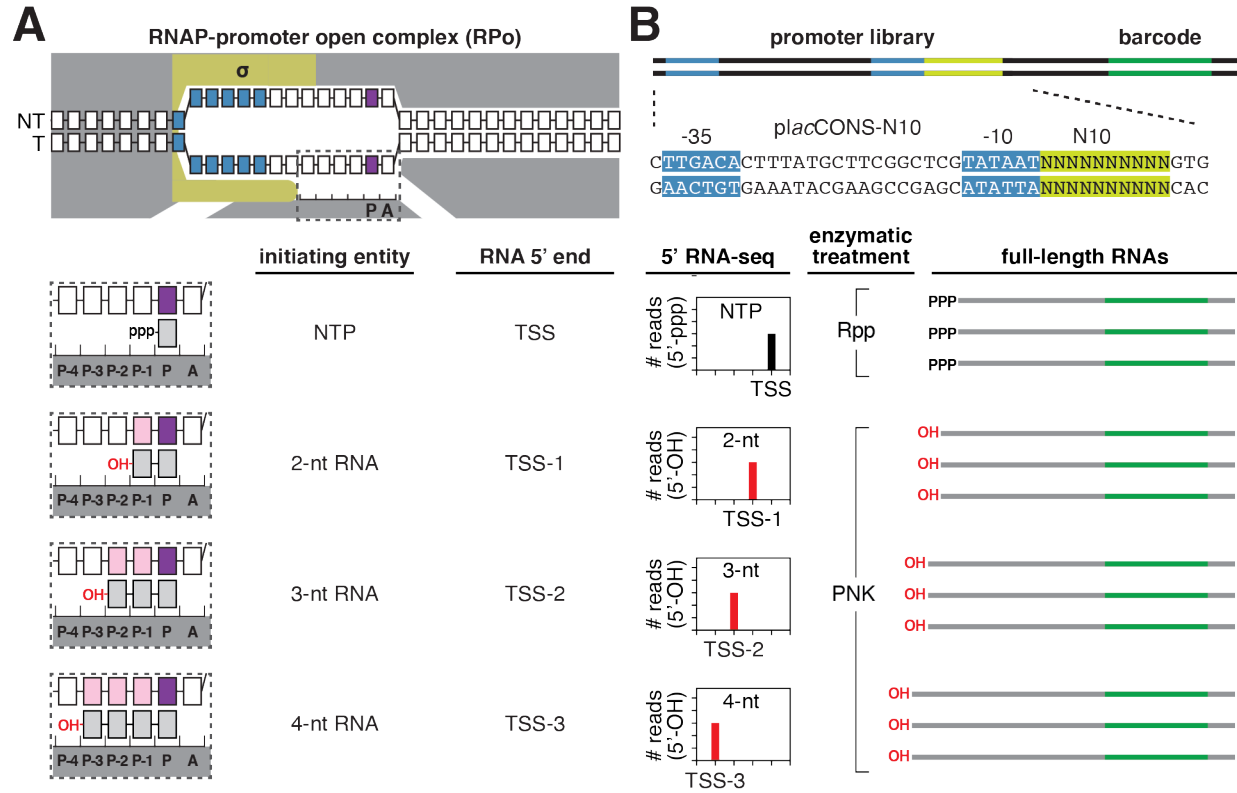 A
RNAP-promoter open complex (RPo)
σ
NT
T
P A
initiating entity
RNA 5’ end
ppp
P-4 P-3 P-2 P-1 P A
NTP
TSS
OH
P-4 P-3 P-2 P-1 P A
2-nt RNA
TSS-1
OH
P-4 P-3 P-2 P-1 P A
3-nt RNA
TSS-2
OH
P-4 P-3 P-2 P-1 P A
4-nt RNA
TSS-3
B
promoter library
barcode
placCONS-N10
-35
-10
N10
CTTGACACTTTATGCTTCGGCTCGTATAATNNNNNNNNNNGTG
GAACTGTGAAATACGAAGCCGAGCATATTANNNNNNNNNNCAC
5’ RNA-seq
enzymatic
treatment
full-length RNAs
# reads
(5’-ppp)
NTP
TSS
Rpp
PPP
PPP
PPP
# reads
(5’-OH)
2-nt
TSS-1
OH
OH
OH
# reads
(5’-OH)
3-nt
TSS-2
PNK
OH
OH
OH
# reads
(5’-OH)
4-nt
TSS-3
OH
OH
OH